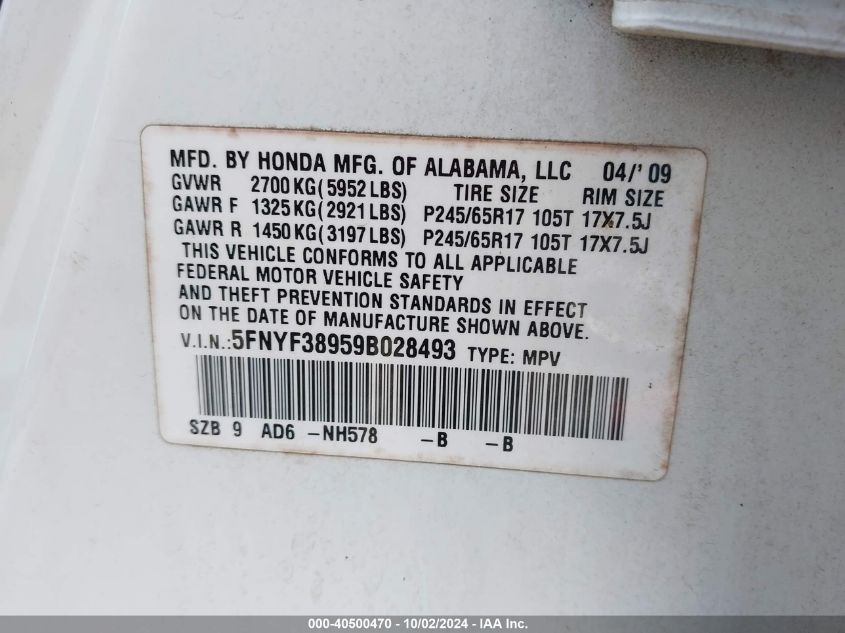 MFD. BY HONDA MFG. OF ALABAMA, LLC 04/'09
GVWR 2700KG(5952LBS) TIRE SIZE RIM SIZE
GAWR F 1325KG(2921LBS) P245/65R17 105T 17X7.5J
GAWR R 1450KG(3197LBS) P245/65R17 105T 17X7.5J
THIS VEHICLE CONFORMS TO ALL APPLICABLE
FEDERAL MOTOR VEHICLE SAFETY
AND THEFT PREVENTION STANDARDS IN EFFECT
ON THE DATE OF MANUFACTURE SHOWN ABOVE.
V.I.N.:5FNYF38959B028493 TYPE: MPV
SZB 9 AD6 -NH578 -B -B
000-40500470 - 10/02/2024 - IAA Inc.